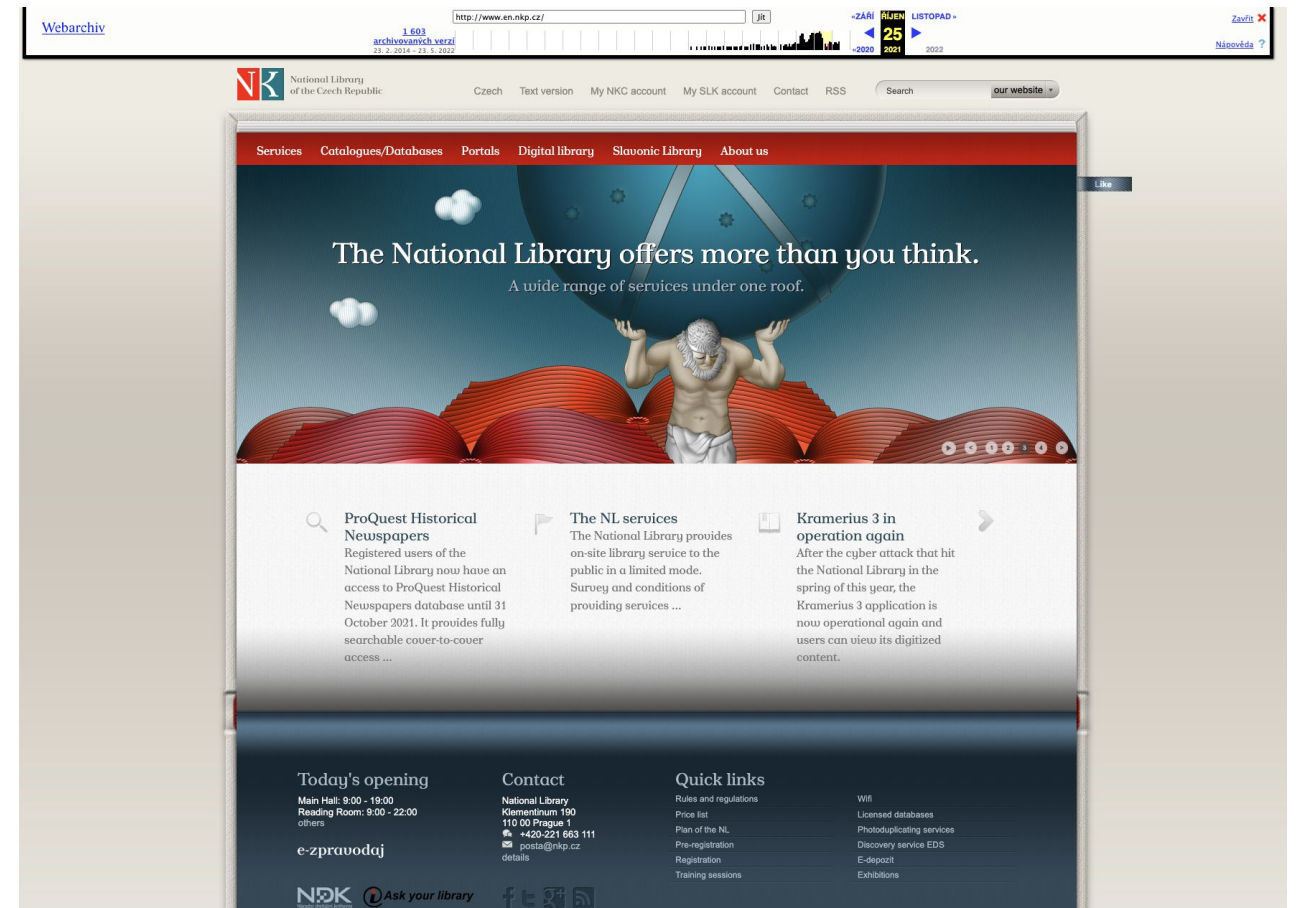 Webarchiv
http://www.en.nkp.cz/
Jít
1 603
archivovaných verzí
23. 2. 2014 – 23. 5. 2022
«ZÁŘÍ ŘÍJEN LISTOPAD»
25
«2020 2021 2022
Zavřít
Nápověda ?
NK
National Library
of the Czech Republic
Czech Text version My NKC account My SLK account Contact RSS
Search our website
Services Catalogues/Databases Portals Digital library Slavonic Library About us
Like
The National Library offers more than you think.
A wide range of services under one roof.
1 2 3 4
ProQuest Historical
Newspapers
Registered users of the
National Library now have an
access to ProQuest Historical
Newspapers database until 31
October 2021. It provides fully
searchable cover-to-cover
access ...
The NL services
The National Library provides
on-site library service to the
public in a limited mode.
Survey and conditions of
providing services ...
Kramerius 3 in
operation again
After the cyber attack that hit
the National Library in the
spring of this year, the
Kramerius 3 application is
now operational again and
users can view its digitized
content.
Today's opening
Main Hall: 9:00 - 19:00
Reading Room: 9:00 - 22:00
others
e-zpravodaj
NDK
Ask your library
Contact
National Library
Klementinum 190
110 00 Prague 1
+420-221 663 111
posta@nkp.cz
details
Quick links
Rules and regulations
Price list
Plan of the NL
Pre-registration
Registration
Training sessions
Wifi
Licensed databases
Photoduplicating services
Discovery service EDS
E-depozit
Exhibitions